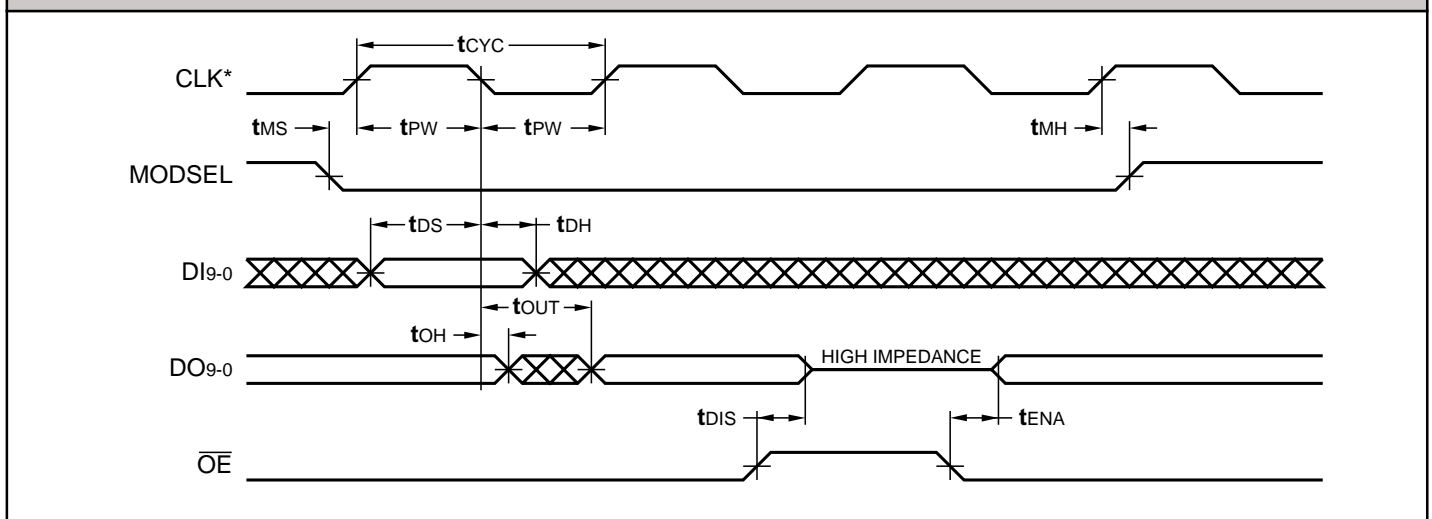 tCYC
CLK*
tMS tPW tPW tMH
MODSEL
tDS tDH
DI9-0
tOUT
tOH
DO9-0 HIGH IMPEDANCE
tDIS tENA
OE